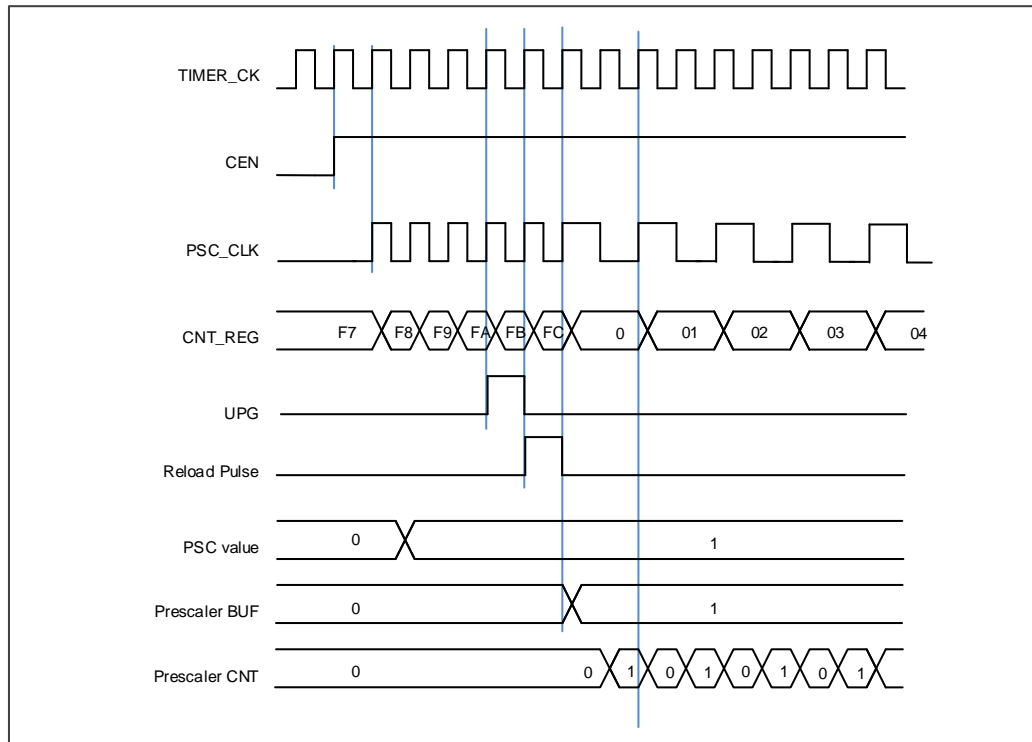 TIMER_CK
CEN
PSC_CLK
CNT_REG F7 F8 F9 FA FB FC 0 01 02 03 04
UPG
Reload Pulse
PSC value 0 1
Prescaler BUF 0 1
Prescaler CNT 0 0 1 0 1 0 1 0 1